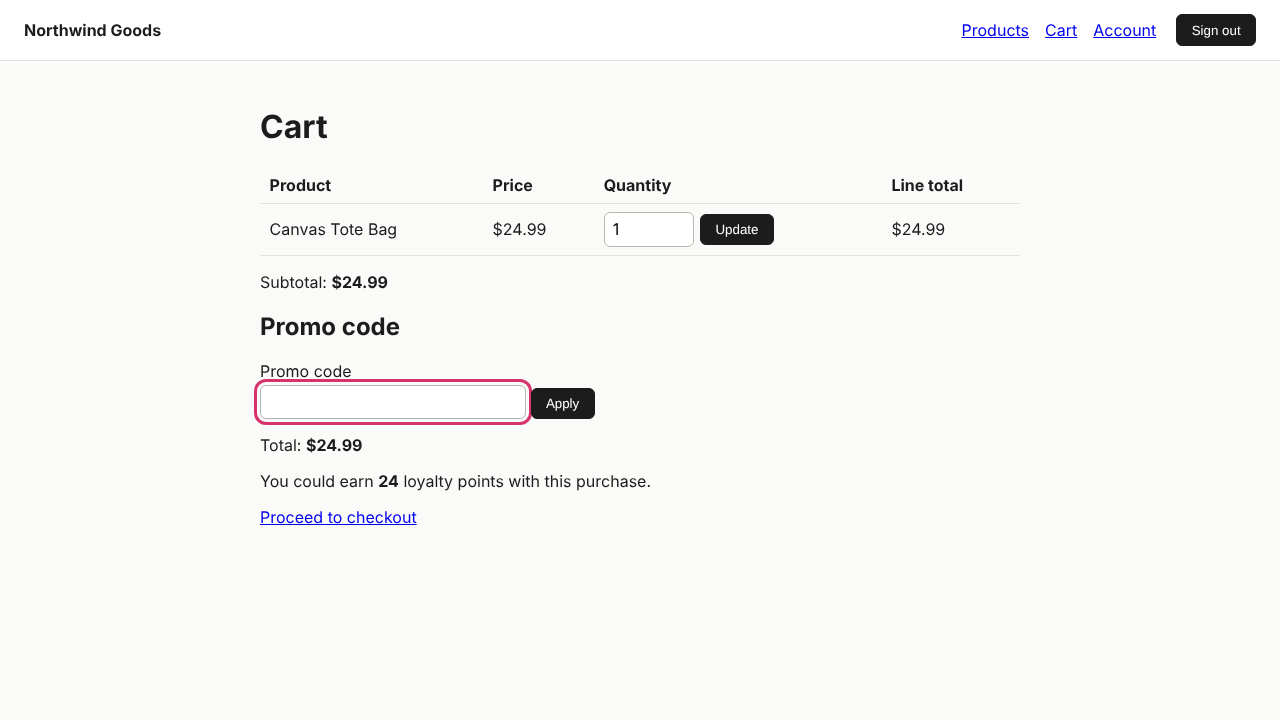 Northwind Goods Products Cart Account Sign out
Cart
Product Price Quantity Line total
Canvas Tote Bag $24.99 1 Update $24.99
Subtotal: $24.99
Promo code
Promo code
Apply
Total: $24.99
You could earn 24 loyalty points with this purchase.
Proceed to checkout